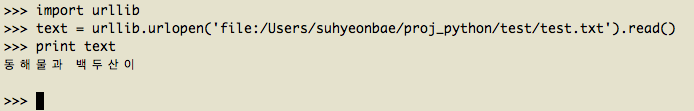 >>> import urllib
>>> text = urllib.urlopen('file:/Users/suhyeonbae/proj_python/test/test.txt').read()
>>> print text
동해물과 백두산이
>>>